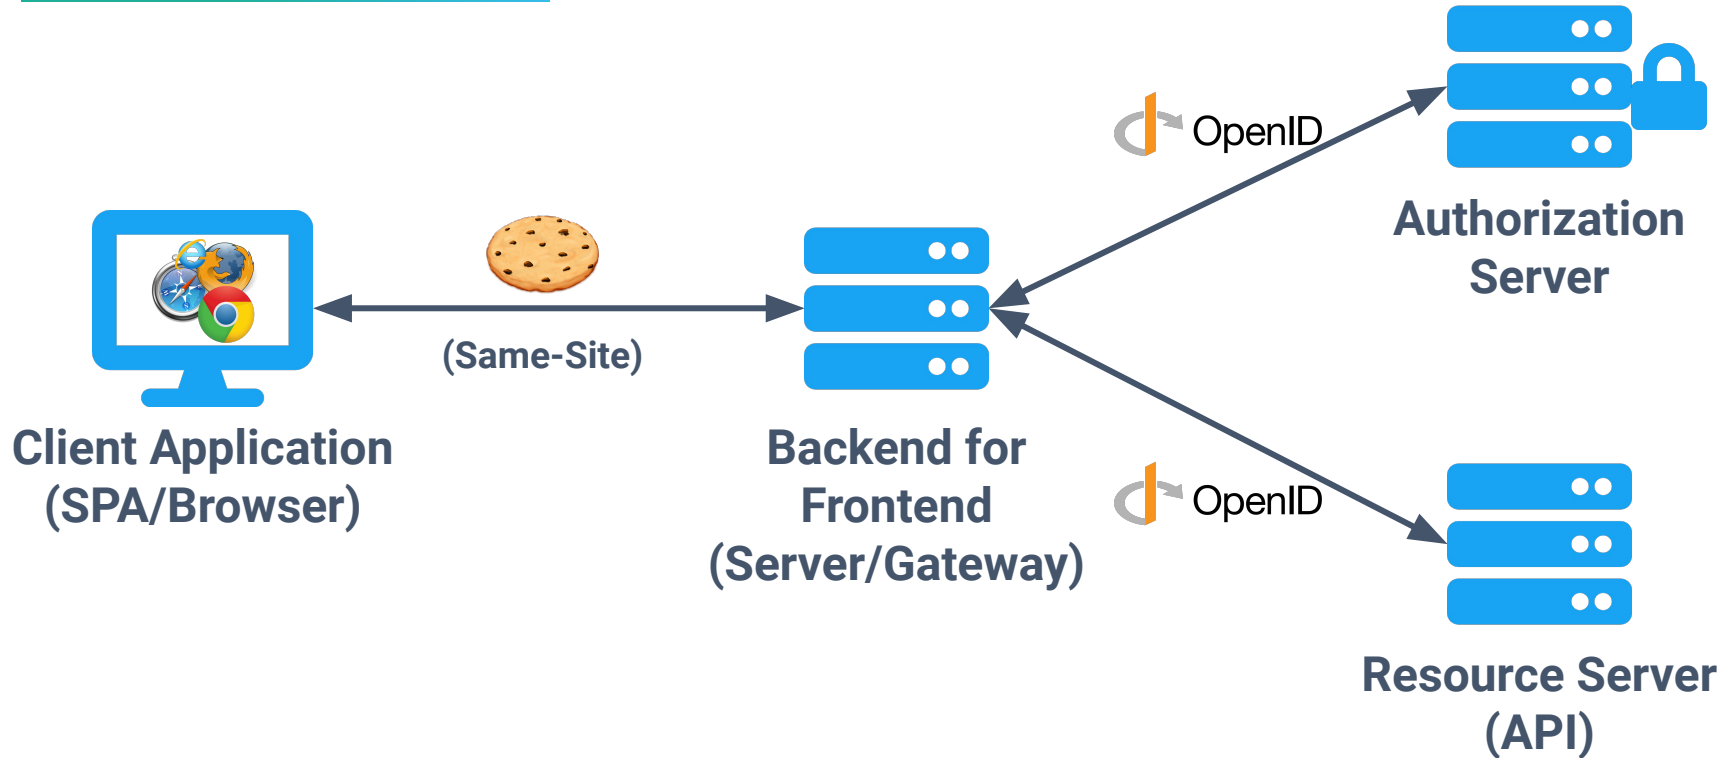 OpenID
Authorization
Server
(Same-Site)
Client Application
(SPA/Browser)
Backend for
Frontend
(Server/Gateway)
OpenID
Resource Server
(API)